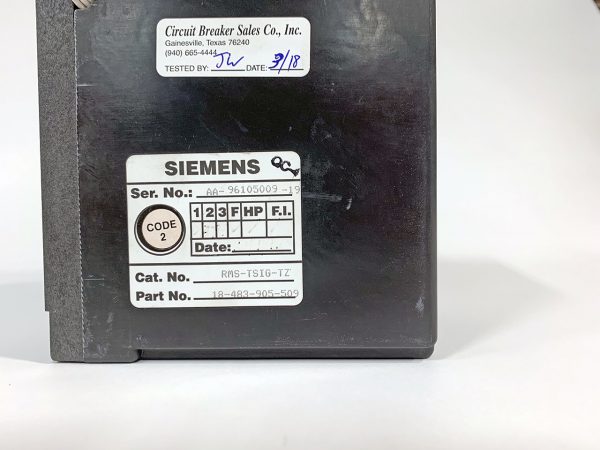 Circuit Breaker Sales Co., Inc.
Gainesville, Texas 76240
(940) 665-4444
TESTED BY: JW DATE: 3/18
SIEMENS
Ser. No.: AA- 96105009 -19
CODE 2
1 2 3 F HP F.I.
Date:
Cat. No. RMS-TSIG-TZ
Part No. 18-483-905-509